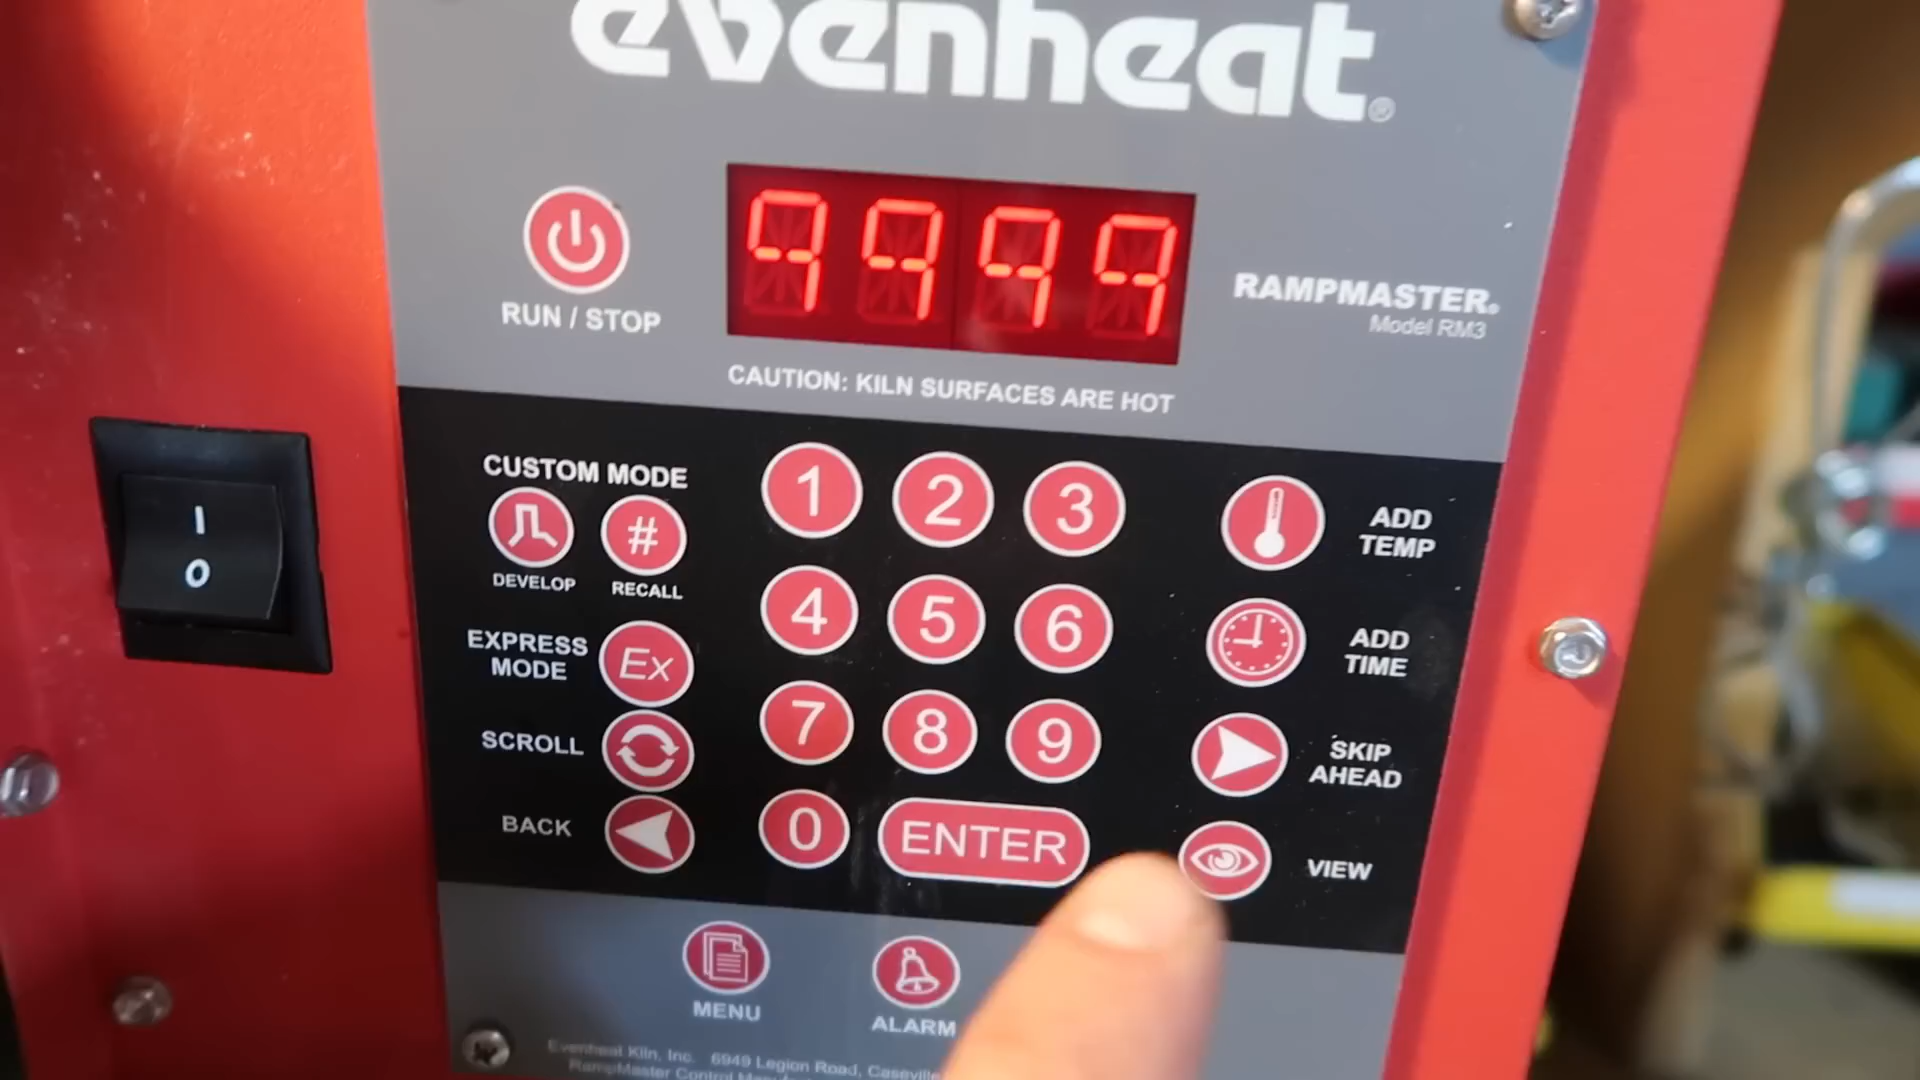 evenheat®
9999
RUN / STOP
RAMPMASTER®
Model RM3
CAUTION: KILN SURFACES ARE HOT
CUSTOM MODE
DEVELOP
#
RECALL
1
2
3
ADD
TEMP
EXPRESS
MODE
Ex
4
5
6
ADD
TIME
SCROLL
7
8
9
SKIP
AHEAD
BACK
0
ENTER
VIEW
I
O
MENU
ALARM
Evenheat Kiln, Inc. 6949 Legion Road, Caseville
RampMaster Control